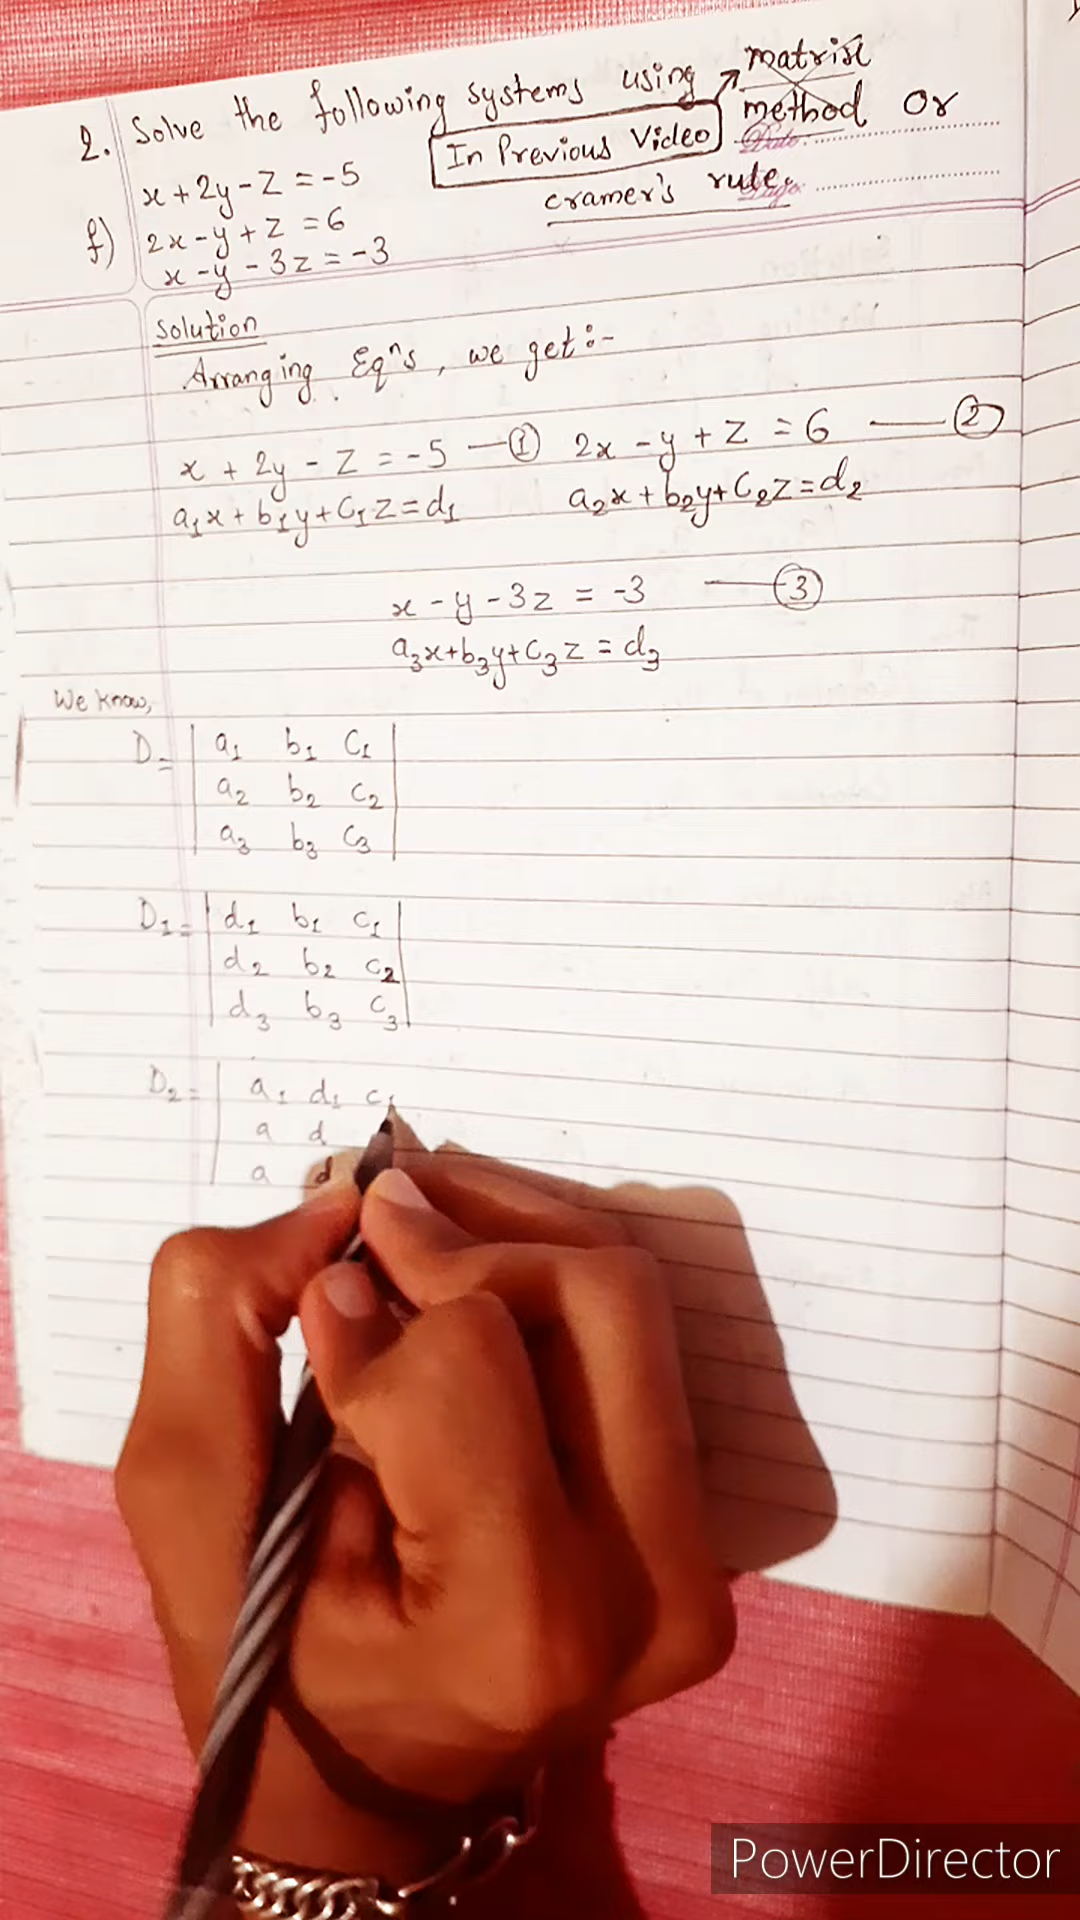 2. Solve the following systems using matrix
method or
In Previous Video
cramer's rule.
x + 2y - z = -5
f) 2x - y + z = 6
x - y - 3z = -3
Solution
Arranging Eqⁿs, we get:-
x + 2y - z = -5 —① 2x - y + z = 6 —②
a₁x + b₁y + c₁z = d₁ a₂x + b₂y + c₂z = d₂
x - y - 3z = -3 —③
a₃x + b₃y + c₃z = d₃
We know,
D = | a₁ b₁ c₁ |
a₂ b₂ c₂
a₃ b₃ c₃
D₁ = | d₁ b₁ c₁ |
d₂ b₂ c₂
d₃ b₃ c₃
D₂ = | a₁ d₁ c₁
a d
a d
PowerDirector